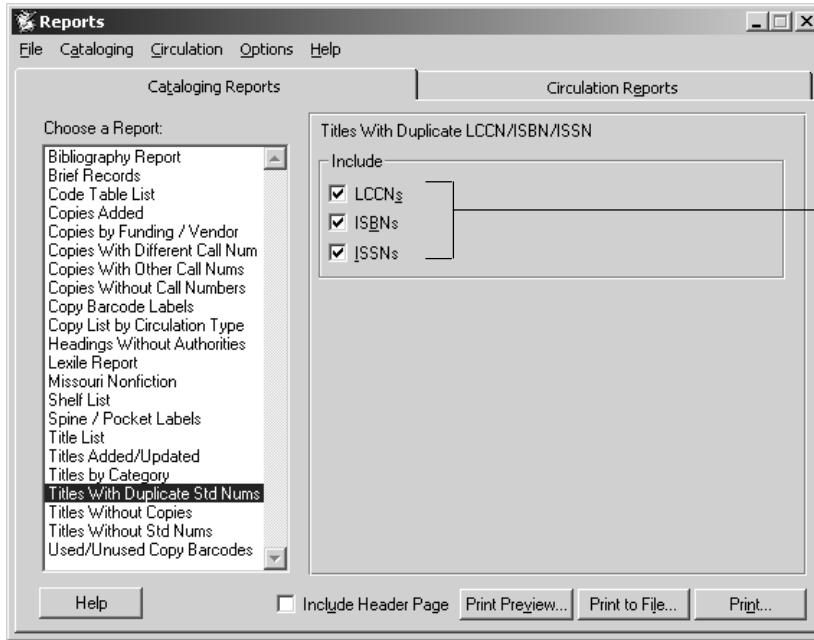 Reports
File Cataloging Circulation Options Help
Cataloging Reports
Circulation Reports
Choose a Report:
Bibliography Report
Brief Records
Code Table List
Copies Added
Copies by Funding / Vendor
Copies With Different Call Num
Copies With Other Call Nums
Copies Without Call Numbers
Copy Barcode Labels
Copy List by Circulation Type
Headings Without Authorities
Lexile Report
Missouri Nonfiction
Shelf List
Spine / Pocket Labels
Title List
Titles Added/Updated
Titles by Category
Titles With Duplicate Std Nums
Titles Without Copies
Titles Without Std Nums
Used/Unused Copy Barcodes
Titles With Duplicate LCCN/ISBN/ISSN
Include
LCCNs
ISBNs
ISSNs
Help
Include Header Page
Print Preview...
Print to File...
Print...